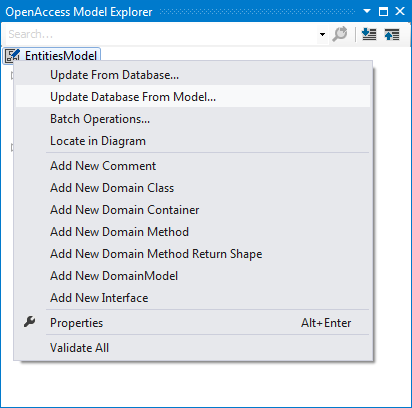 OpenAccess Model Explorer
Search...
EntitiesModel
Update From Database...
Update Database From Model...
Batch Operations...
Locate in Diagram
Add New Comment
Add New Domain Class
Add New Domain Container
Add New Domain Method
Add New Domain Method Return Shape
Add New DomainModel
Add New Interface
Properties Alt+Enter
Validate All